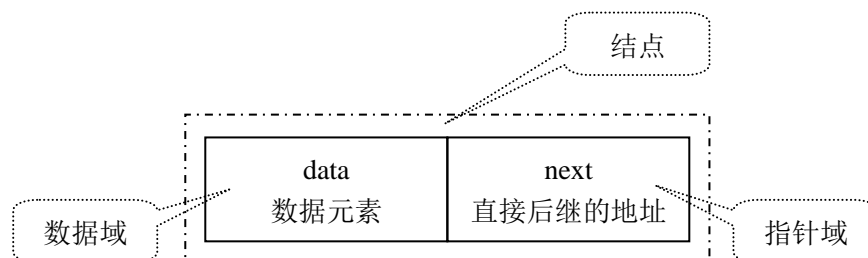 结点
data
next
数据元素
直接后继的地址
数据域
指针域